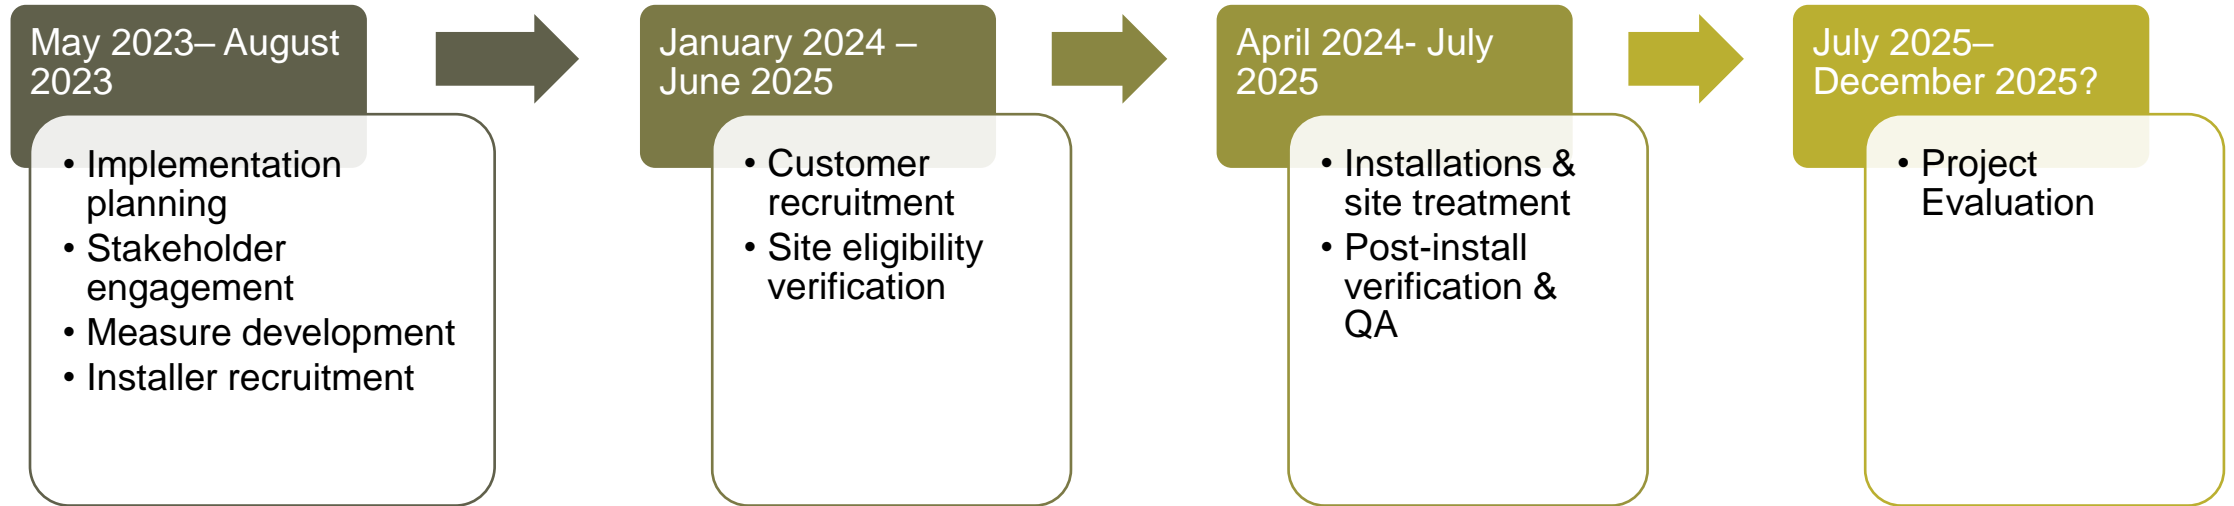 May 2023– August
2023
• Implementation
planning
• Stakeholder
engagement
• Measure development
• Installer recruitment
January 2024 –
June 2025
• Customer
recruitment
• Site eligibility
verification
April 2024- July
2025
• Installations &
site treatment
• Post-install
verification &
QA
July 2025–
December 2025?
• Project
Evaluation